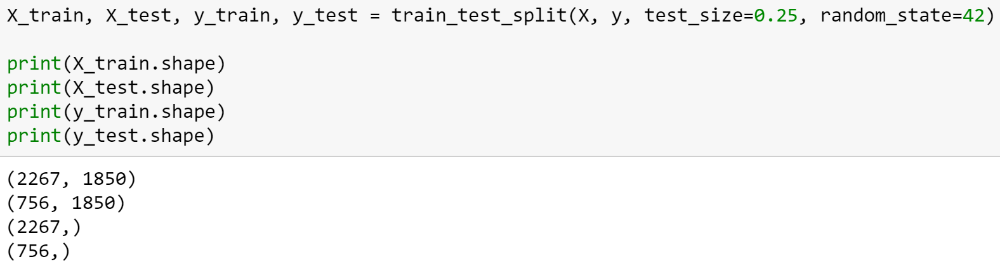 X_train, X_test, y_train, y_test = train_test_split(X, y, test_size=0.25, random_state=42)
print(X_train.shape)
print(X_test.shape)
print(y_train.shape)
print(y_test.shape)
(2267, 1850)
(756, 1850)
(2267,)
(756,)